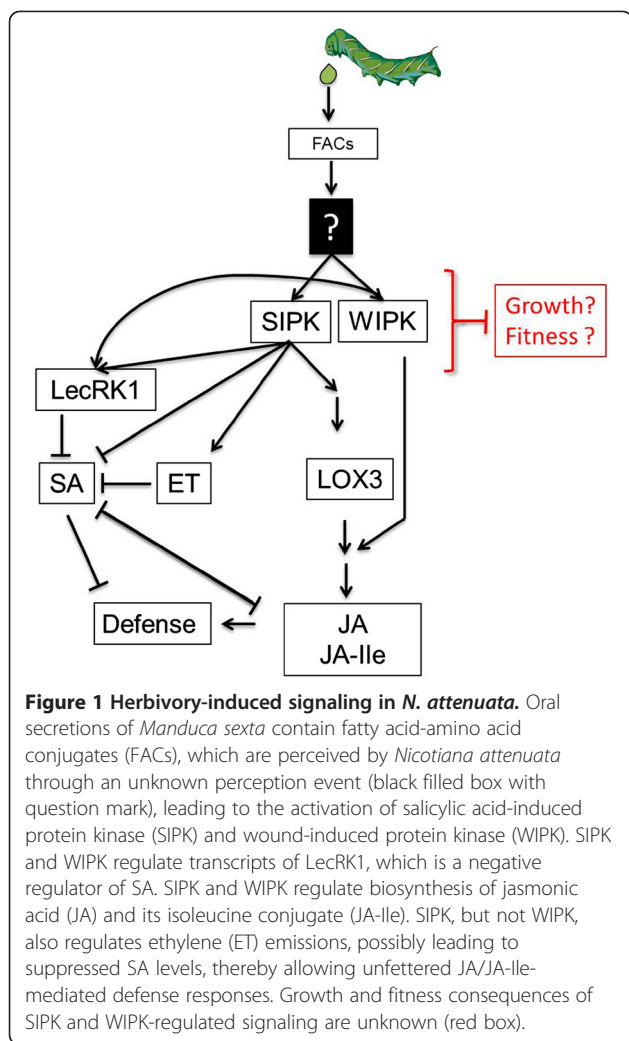 FACs
?
SIPK WIPK
Growth?
Fitness ?
LecRK1
SA
ET
LOX3
Defense
JA
JA-Ile
Figure 1 Herbivory-induced signaling in N. attenuata. Oral
secretions of Manduca sexta contain fatty acid-amino acid
conjugates (FACs), which are perceived by Nicotiana attenuata
through an unknown perception event (black filled box with
question mark), leading to the activation of salicylic acid-induced
protein kinase (SIPK) and wound-induced protein kinase (WIPK). SIPK
and WIPK regulate transcripts of LecRK1, which is a negative
regulator of SA. SIPK and WIPK regulate biosynthesis of jasmonic
acid (JA) and its isoleucine conjugate (JA-Ile). SIPK, but not WIPK,
also regulates ethylene (ET) emissions, possibly leading to
suppressed SA levels, thereby allowing unfettered JA/JA-Ile-
mediated defense responses. Growth and fitness consequences of
SIPK and WIPK-regulated signaling are unknown (red box).